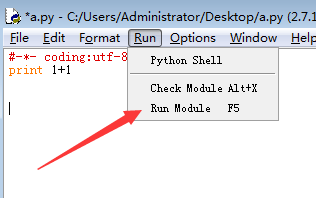 *a.py - C:/Users/Administrator/Desktop/a.py (2.7.1
File Edit Format Run Options Window Help
#-*- coding:utf-8
print 1+1
Python Shell
Check Module Alt+X
Run Module F5